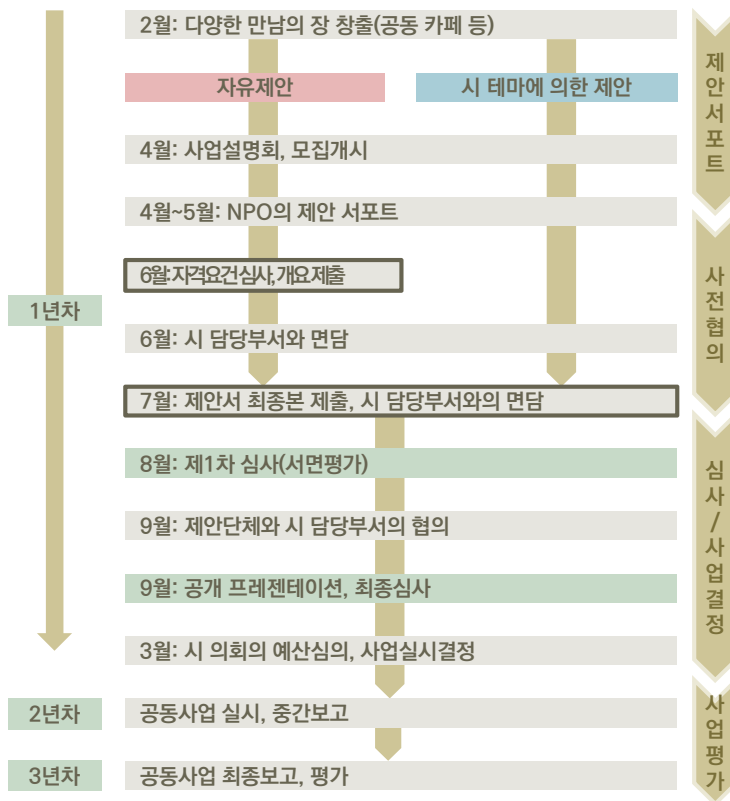 2월: 다양한 만남의 장 창출(공동 카페 등)
자유제안
시 테마에 의한 제안
4월: 사업설명회, 모집개시
4월~5월: NPO의 제안 서포트
6월:자격요건심사,개요제출
1년차
6월: 시 담당부서와 면담
7월: 제안서 최종본 제출, 시 담당부서와의 면담
8월: 제1차 심사(서면평가)
9월: 제안단체와 시 담당부서의 협의
9월: 공개 프레젠테이션, 최종심사
3월: 시 의회의 예산심의, 사업실시결정
2년차
공동사업 실시, 중간보고
3년차
공동사업 최종보고, 평가
제안서포트
사전협의
심사/사업결정
사업평가